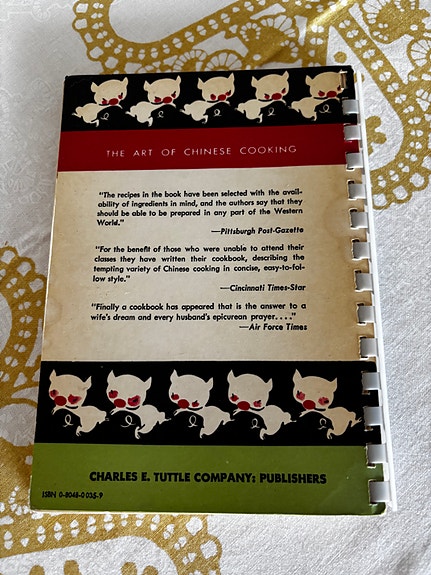 THE ART OF CHINESE COOKING
"The recipes in the book have been selected with the avail-
ability of ingredients in mind, and the authors say that they
should be able to be prepared in any part of the Western
World."
—Pittsburgh Post-Gazette
"For the benefit of those who were unable to attend their
classes they have written their cookbook, describing the
tempting variety of Chinese cooking in concise, easy-to-fol-
low style."
—Cincinnati Times-Star
"Finally a cookbook has appeared that is the answer to a
wife's dream and every husband's epicurean prayer...."
—Air Force Times
CHARLES E. TUTTLE COMPANY: PUBLISHERS
ISBN 0-8048-0035-9